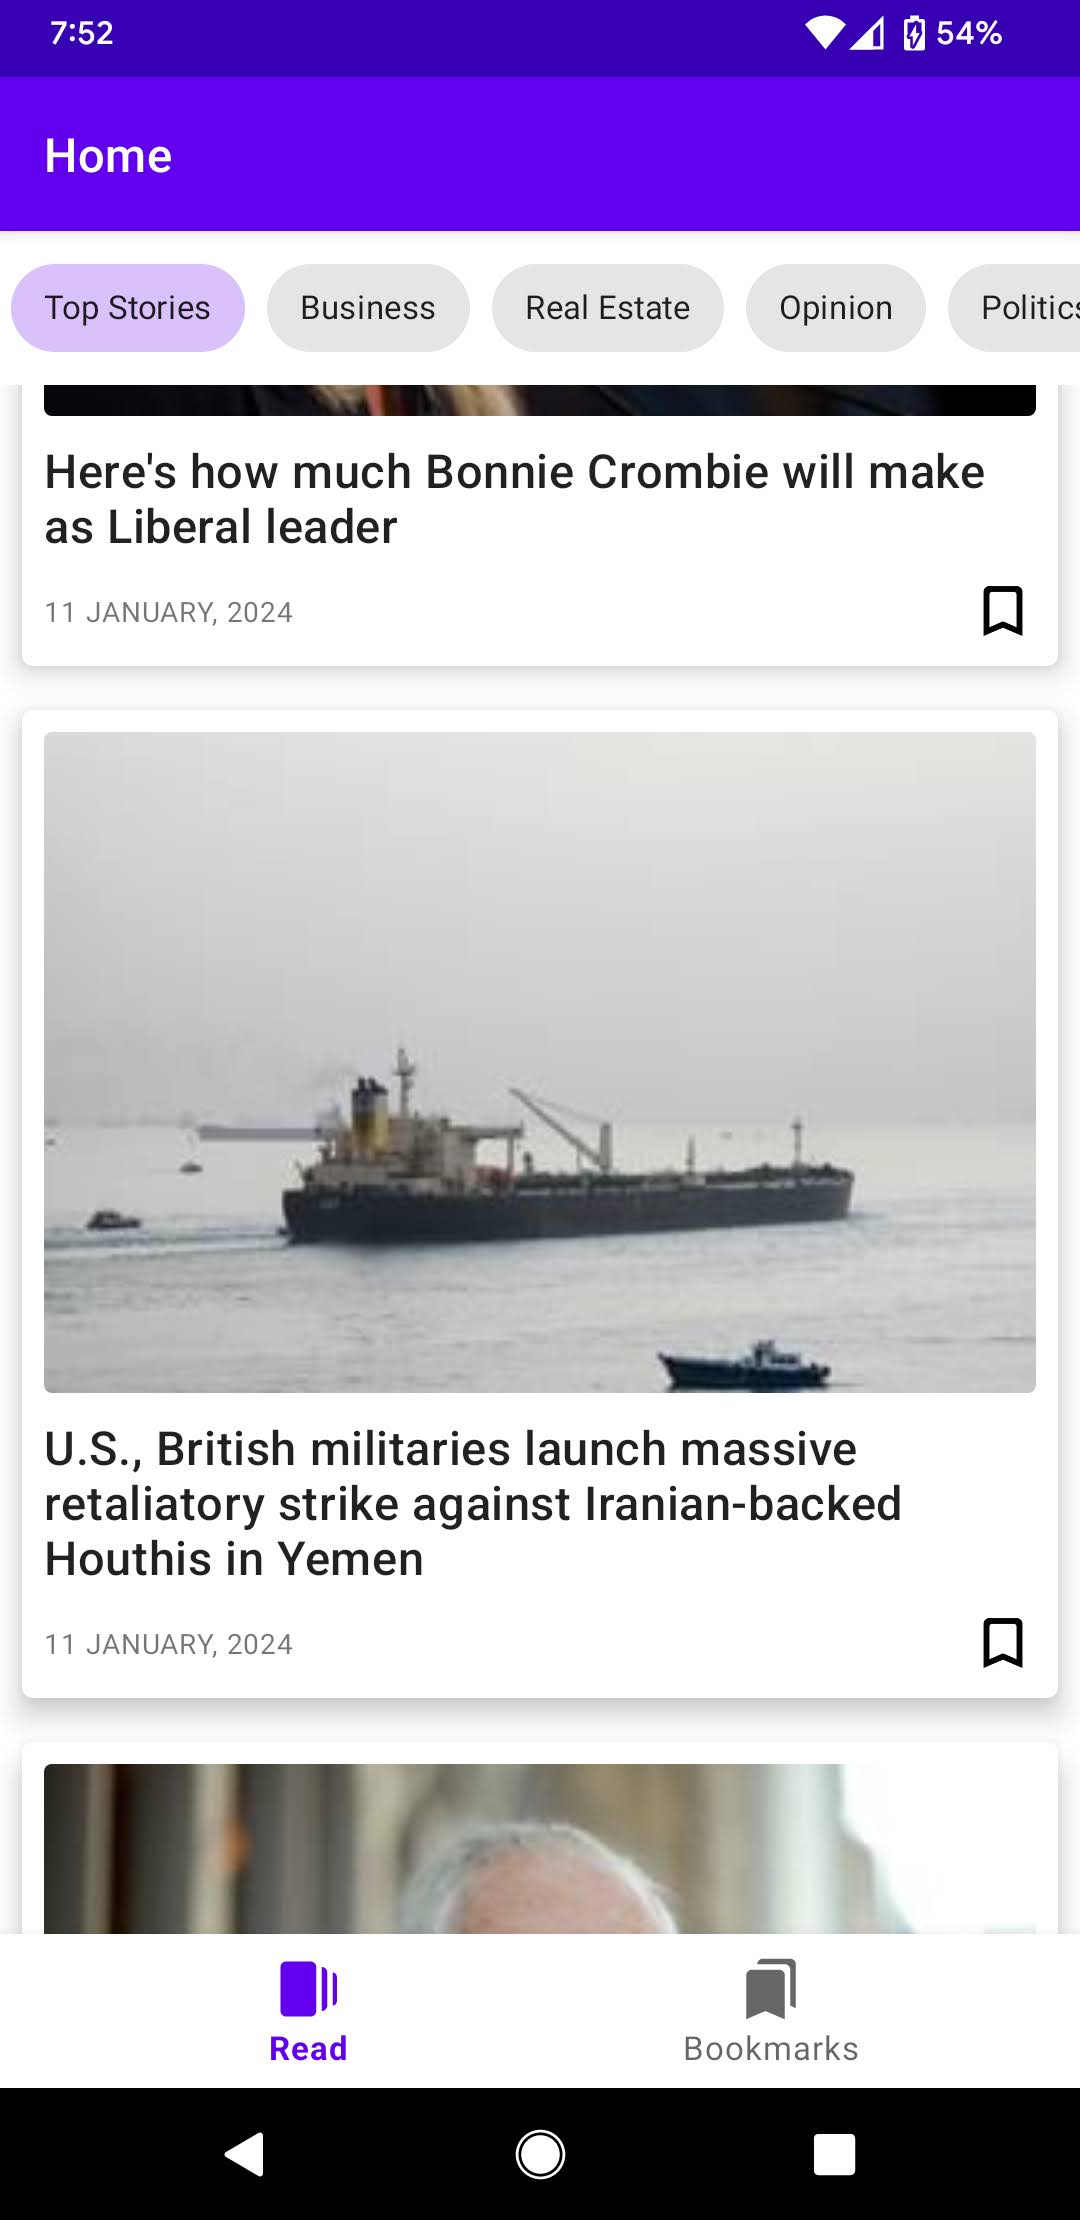 7:52
54%
Home
Top Stories
Business
Real Estate
Opinion
Politics
Here's how much Bonnie Crombie will make
as Liberal leader
11 JANUARY, 2024
U.S., British militaries launch massive
retaliatory strike against Iranian-backed
Houthis in Yemen
11 JANUARY, 2024
Read
Bookmarks